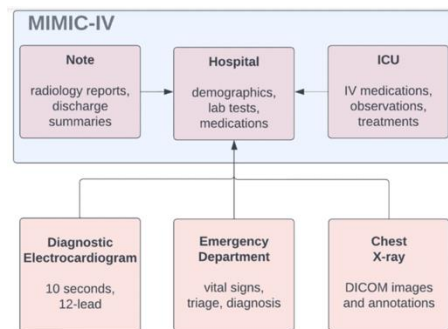 MIMIC-IV
Note
radiology reports,
discharge
summaries
Hospital
demographics,
lab tests,
medications
ICU
IV medications,
observations,
treatments
Diagnostic
Electrocardiogram
10 seconds,
12-lead
Emergency
Department
vital signs,
triage, diagnosis
Chest
X-ray
DICOM images
and annotations